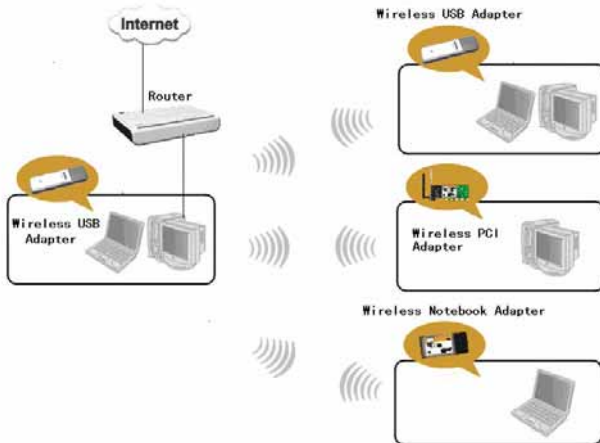 Internet
Router
Wireless USB
Adapter
Wireless USB Adapter
Wireless PCI
Adapter
Wireless Notebook Adapter